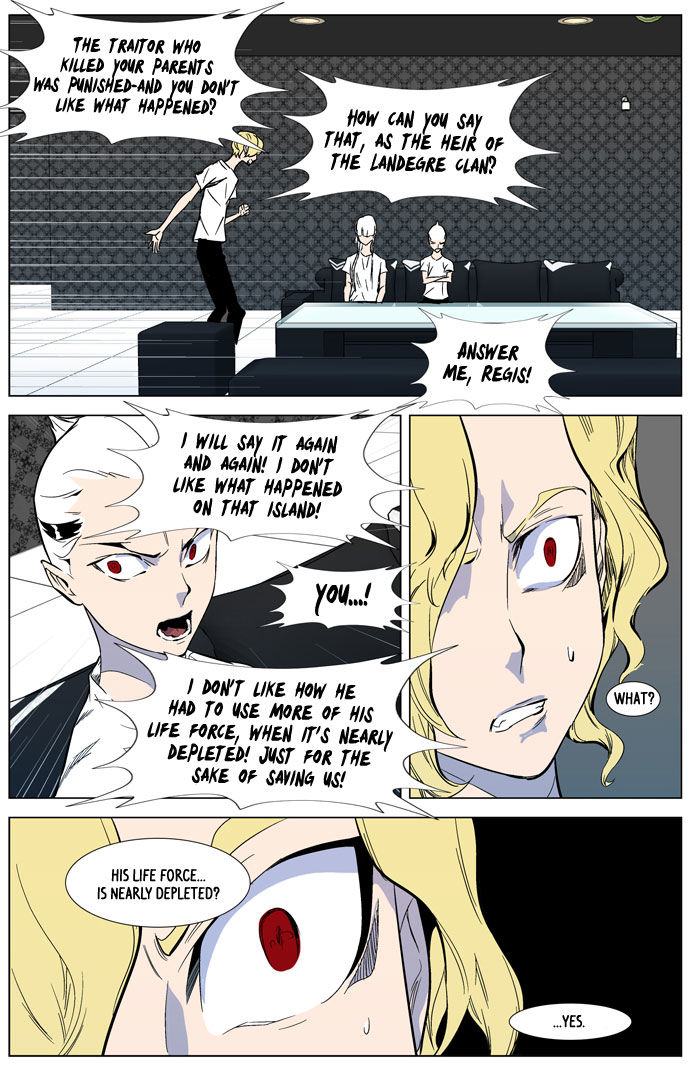 THE TRAITOR WHO
KILLED YOUR PARENTS
WAS PUNISHED-AND YOU DON'T
LIKE WHAT HAPPENED?
HOW CAN YOU SAY
THAT, AS THE HEIR OF
THE LANDEGRE CLAN?
ANSWER
ME, REGIS!
I WILL SAY IT AGAIN
AND AGAIN! I DON'T
LIKE WHAT HAPPENED
ON THAT ISLAND!
YOU...!
I DON'T LIKE HOW HE
HAD TO USE MORE OF HIS
LIFE FORCE, WHEN IT'S NEARLY
DEPLETED! JUST FOR THE
SAKE OF SAVING US!
WHAT?
HIS LIFE FORCE...
IS NEARLY DEPLETED?
...YES.